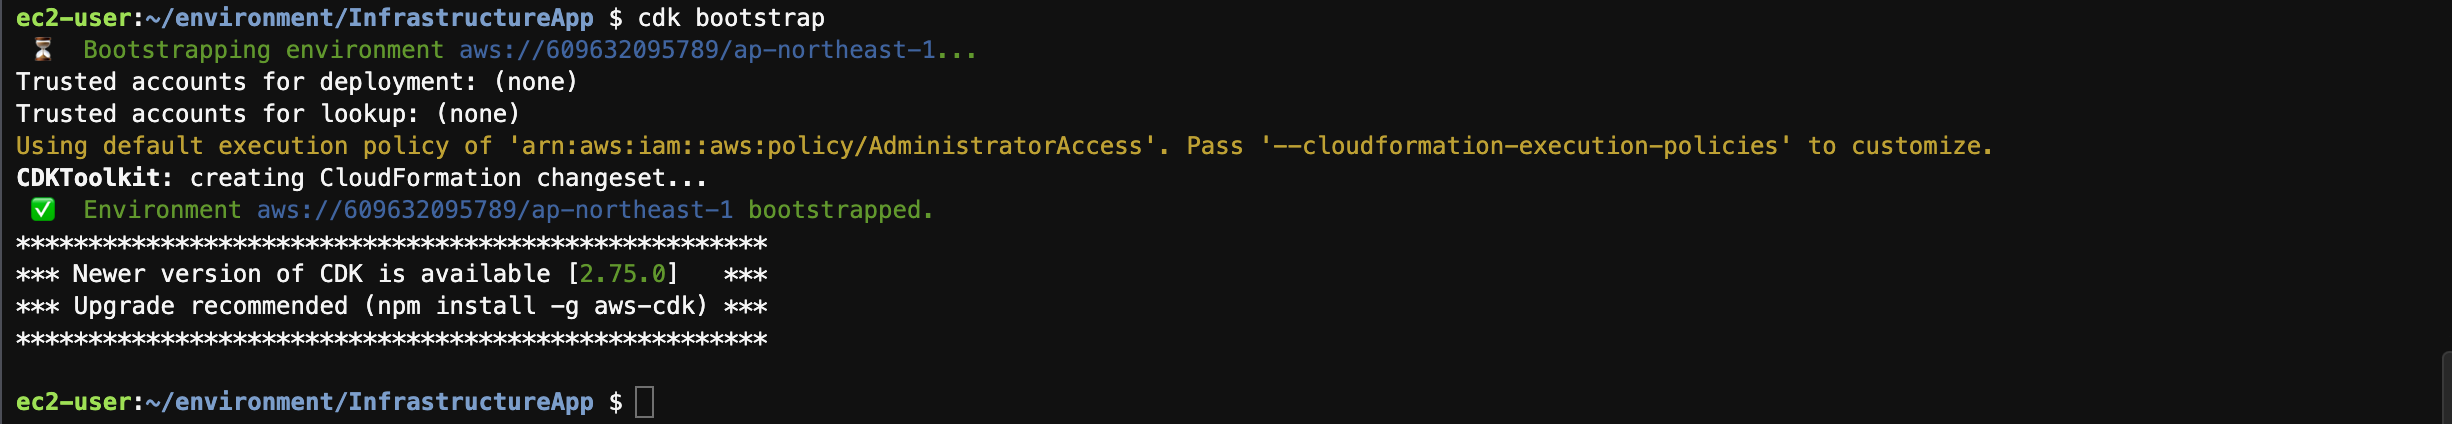 ec2-user:~/environment/InfrastructureApp $ cdk bootstrap
⏳ Bootstrapping environment aws://609632095789/ap-northeast-1...
Trusted accounts for deployment: (none)
Trusted accounts for lookup: (none)
Using default execution policy of 'arn:aws:iam::aws:policy/AdministratorAccess'. Pass '--cloudformation-execution-policies' to customize.
CDKToolkit: creating CloudFormation changeset...
✅ Environment aws://609632095789/ap-northeast-1 bootstrapped.
****************************************************
*** Newer version of CDK is available [2.75.0]   ***
*** Upgrade recommended (npm install -g aws-cdk) ***
****************************************************
ec2-user:~/environment/InfrastructureApp $